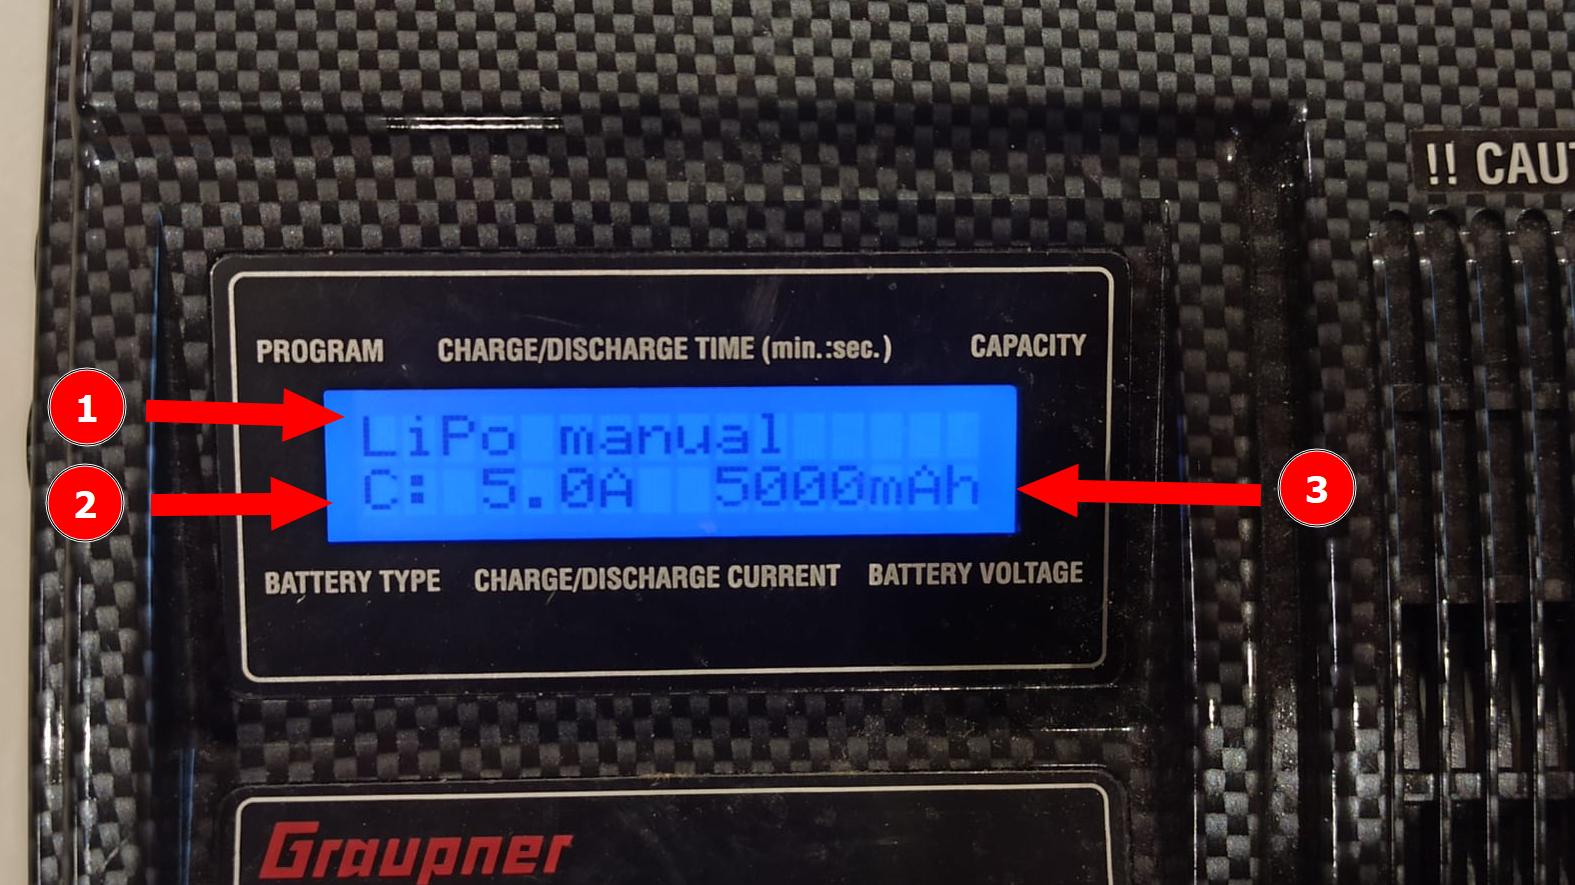 !! CAU
PROGRAM CHARGE/DISCHARGE TIME (min.:sec.) CAPACITY
1
LiPo manual
2
C: 5.0A 5000mAh
3
BATTERY TYPE CHARGE/DISCHARGE CURRENT BATTERY VOLTAGE
Graupner